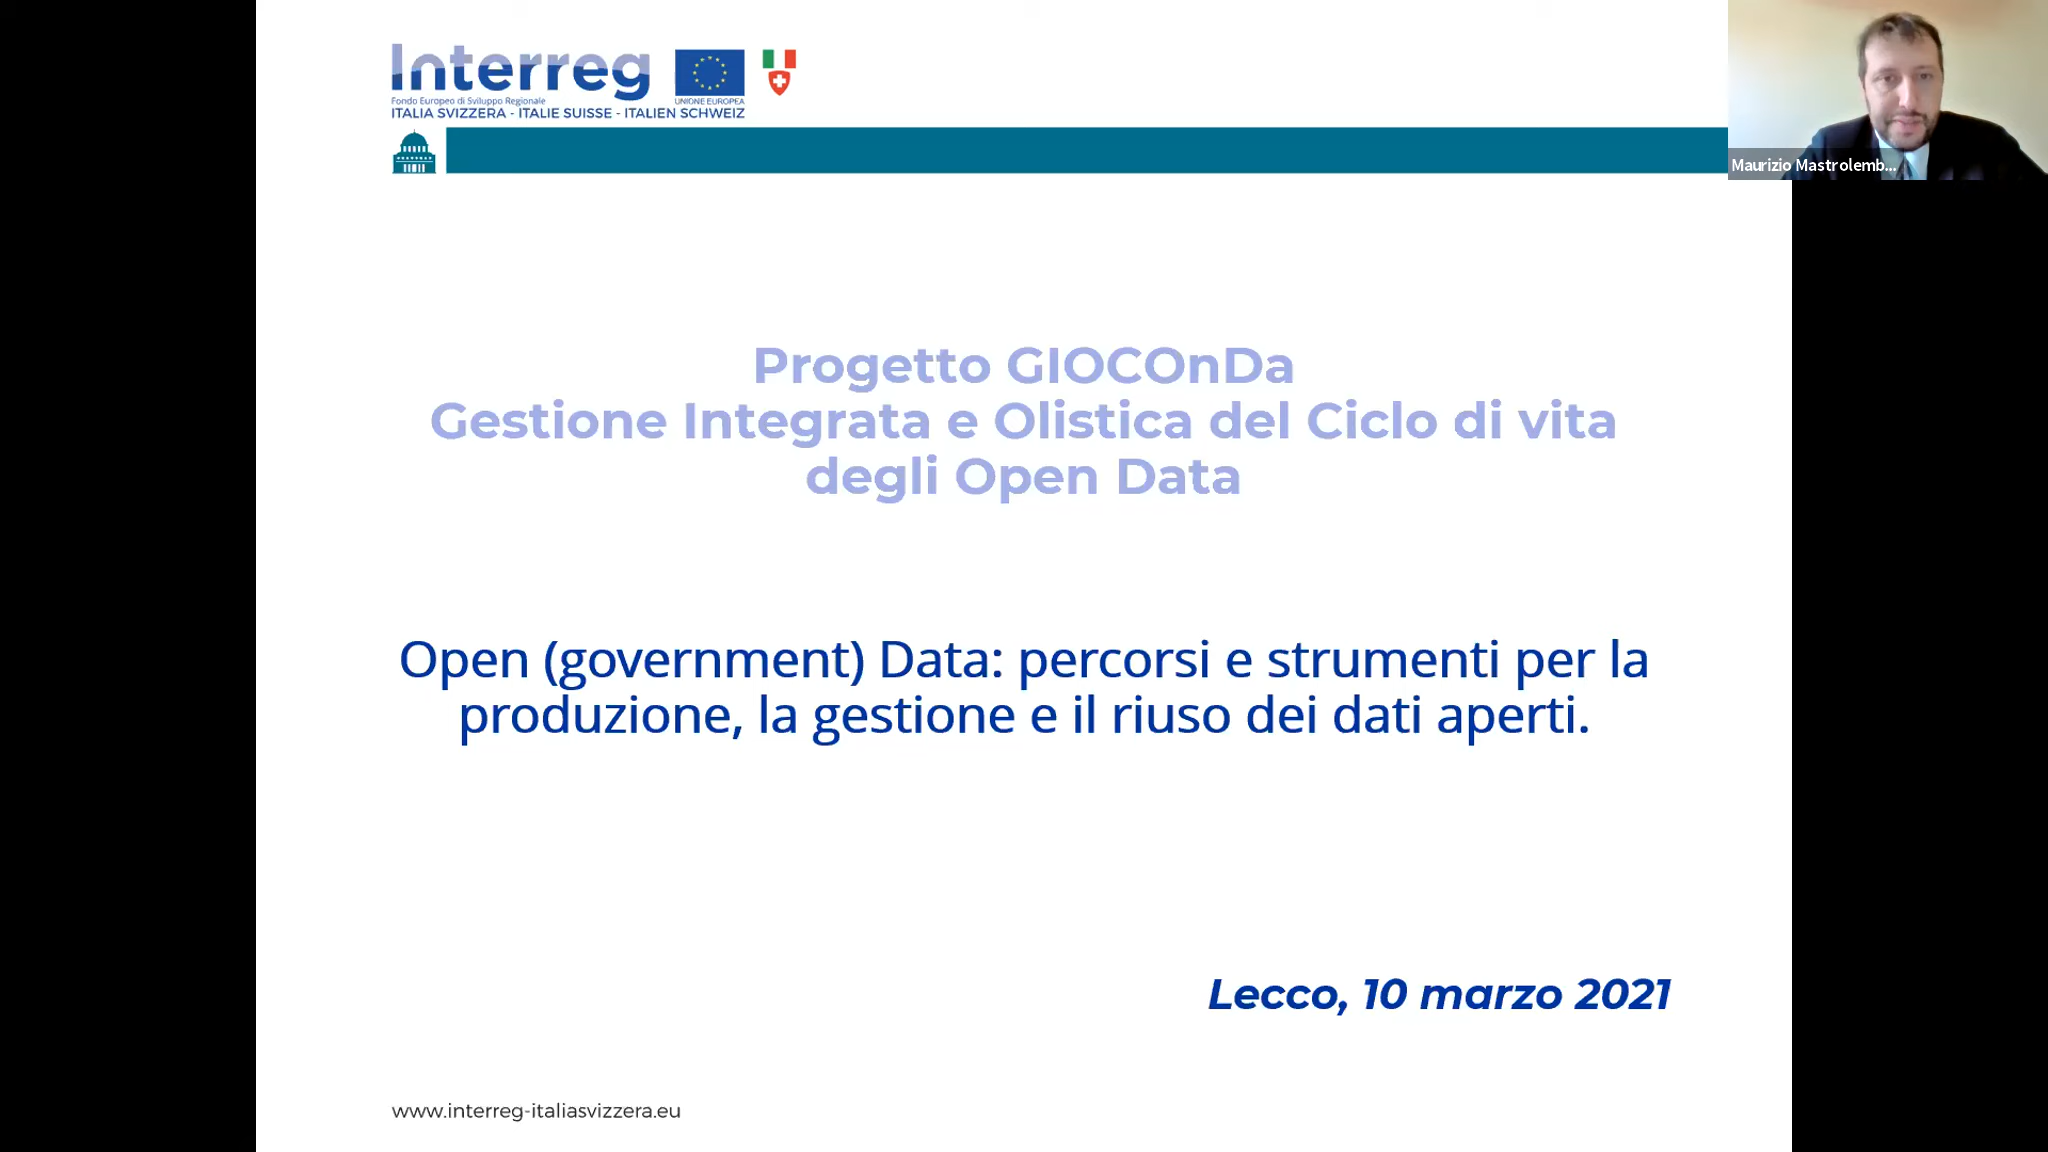 Interreg
Fondo Europeo di Sviluppo Regionale
UNIONE EUROPEA
ITALIA SVIZZERA - ITALIE SUISSE - ITALIEN SCHWEIZ
Maurizio Mastrolemb...
Progetto GIOCOnDa
Gestione Integrata e Olistica del Ciclo di vita
degli Open Data
Open (government) Data: percorsi e strumenti per la
produzione, la gestione e il riuso dei dati aperti.
Lecco, 10 marzo 2021
www.interreg-italiasvizzera.eu